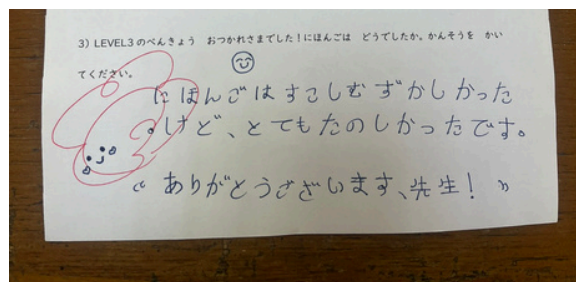 3）LEVEL3のべんきょう　おつかれさまでした！にほんごは　どうでしたか。かんそうを　かい
てください。
にほんごはすこしむずかしかった
けど、とてもたのしかったです。
“ ありがとうございます、先生！ ”